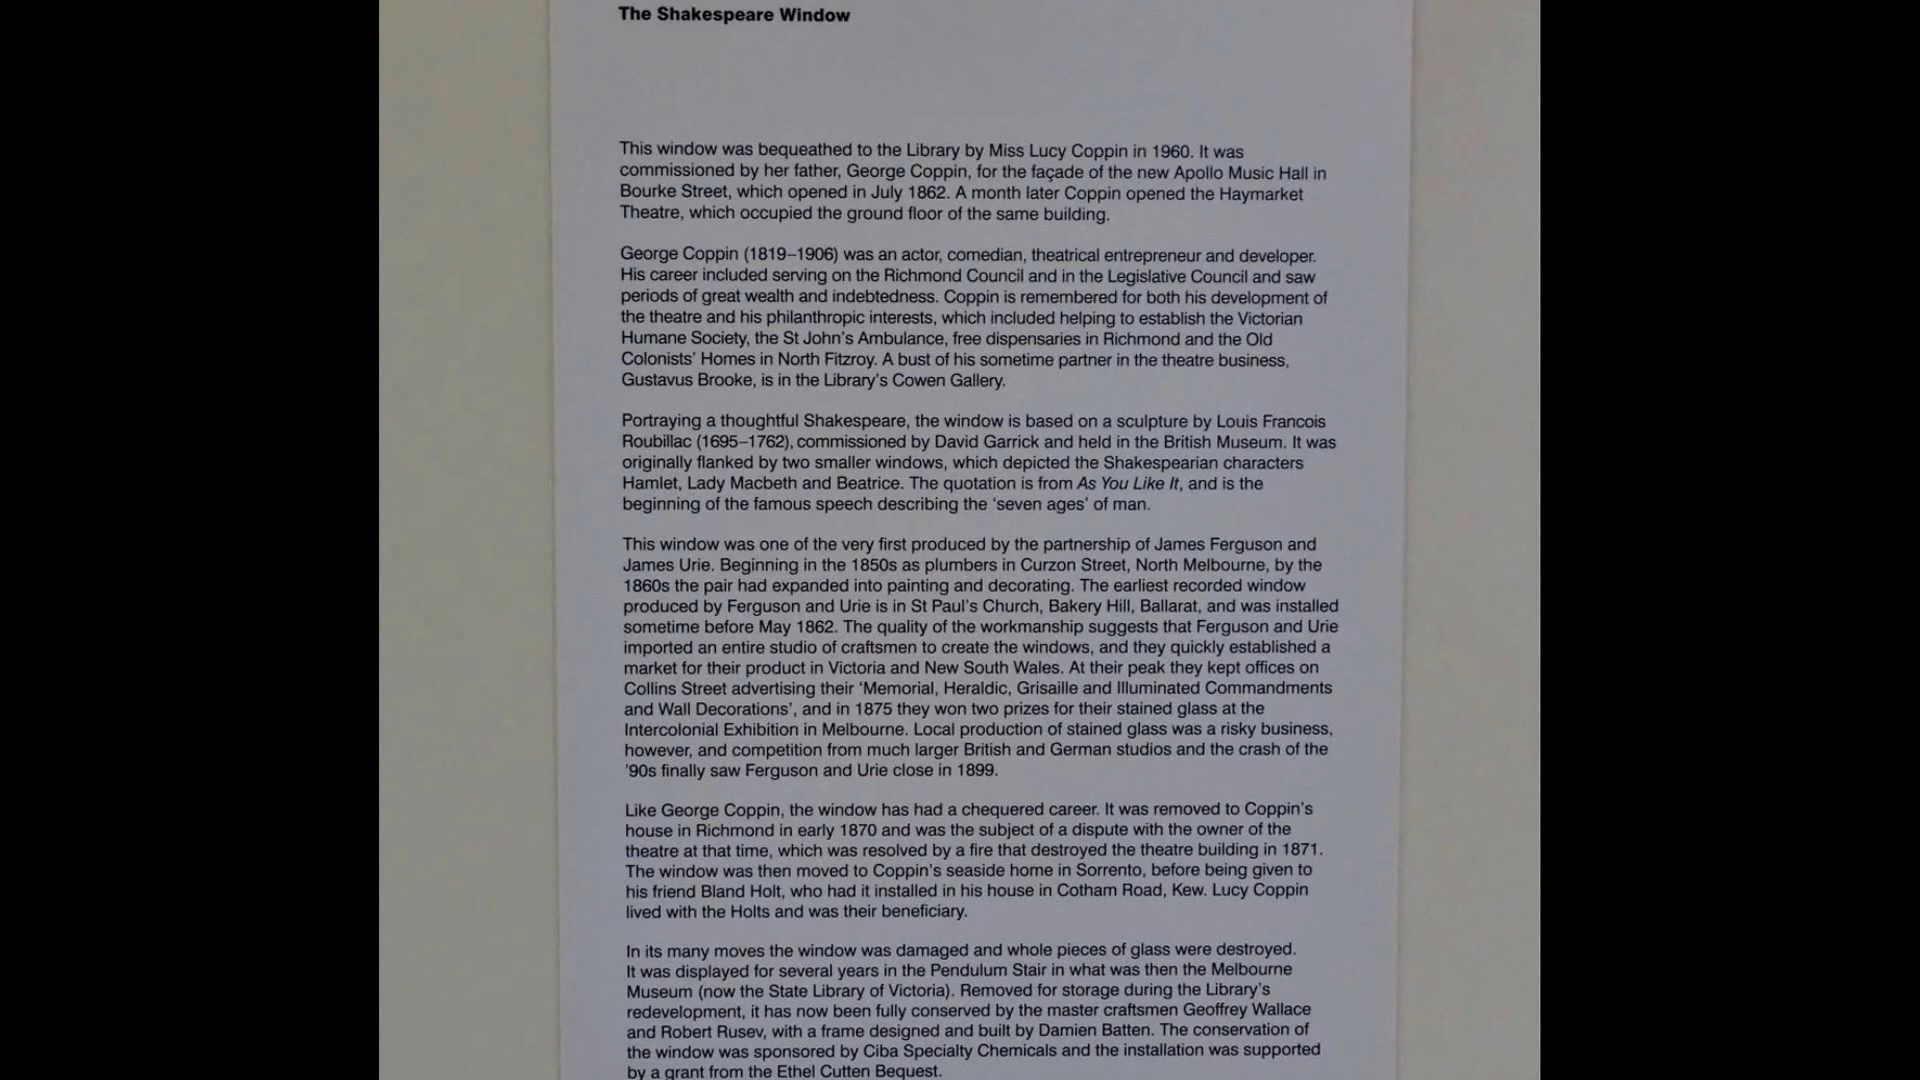 The Shakespeare Window
This window was bequeathed to the Library by Miss Lucy Coppin in 1960. It was
commissioned by her father, George Coppin, for the façade of the new Apollo Music Hall in
Bourke Street, which opened in July 1862. A month later Coppin opened the Haymarket
Theatre, which occupied the ground floor of the same building.
George Coppin (1819–1906) was an actor, comedian, theatrical entrepreneur and developer.
His career included serving on the Richmond Council and in the Legislative Council and saw
periods of great wealth and indebtedness. Coppin is remembered for both his development of
the theatre and his philanthropic interests, which included helping to establish the Victorian
Humane Society, the St John's Ambulance, free dispensaries in Richmond and the Old
Colonists' Homes in North Fitzroy. A bust of his sometime partner in the theatre business,
Gustavus Brooke, is in the Library's Cowen Gallery.
Portraying a thoughtful Shakespeare, the window is based on a sculpture by Louis Francois
Roubillac (1695–1762), commissioned by David Garrick and held in the British Museum. It was
originally flanked by two smaller windows, which depicted the Shakespearian characters
Hamlet, Lady Macbeth and Beatrice. The quotation is from As You Like It, and is the
beginning of the famous speech describing the 'seven ages' of man.
This window was one of the very first produced by the partnership of James Ferguson and
James Urie. Beginning in the 1850s as plumbers in Curzon Street, North Melbourne, by the
1860s the pair had expanded into painting and decorating. The earliest recorded window
produced by Ferguson and Urie is in St Paul's Church, Bakery Hill, Ballarat, and was installed
sometime before May 1862. The quality of the workmanship suggests that Ferguson and Urie
imported an entire studio of craftsmen to create the windows, and they quickly established a
market for their product in Victoria and New South Wales. At their peak they kept offices on
Collins Street advertising their 'Memorial, Heraldic, Grisaille and Illuminated Commandments
and Wall Decorations', and in 1875 they won two prizes for their stained glass at the
Intercolonial Exhibition in Melbourne. Local production of stained glass was a risky business,
however, and competition from much larger British and German studios and the crash of the
'90s finally saw Ferguson and Urie close in 1899.
Like George Coppin, the window has had a chequered career. It was removed to Coppin's
house in Richmond in early 1870 and was the subject of a dispute with the owner of the
theatre at that time, which was resolved by a fire that destroyed the theatre building in 1871.
The window was then moved to Coppin's seaside home in Sorrento, before being given to
his friend Bland Holt, who had it installed in his house in Cotham Road, Kew. Lucy Coppin
lived with the Holts and was their beneficiary.
In its many moves the window was damaged and whole pieces of glass were destroyed.
It was displayed for several years in the Pendulum Stair in what was then the Melbourne
Museum (now the State Library of Victoria). Removed for storage during the Library's
redevelopment, it has now been fully conserved by the master craftsmen Geoffrey Wallace
and Robert Rusev, with a frame designed and built by Damien Batten. The conservation of
the window was sponsored by Ciba Specialty Chemicals and the installation was supported
by a grant from the Ethel Cutten Bequest.